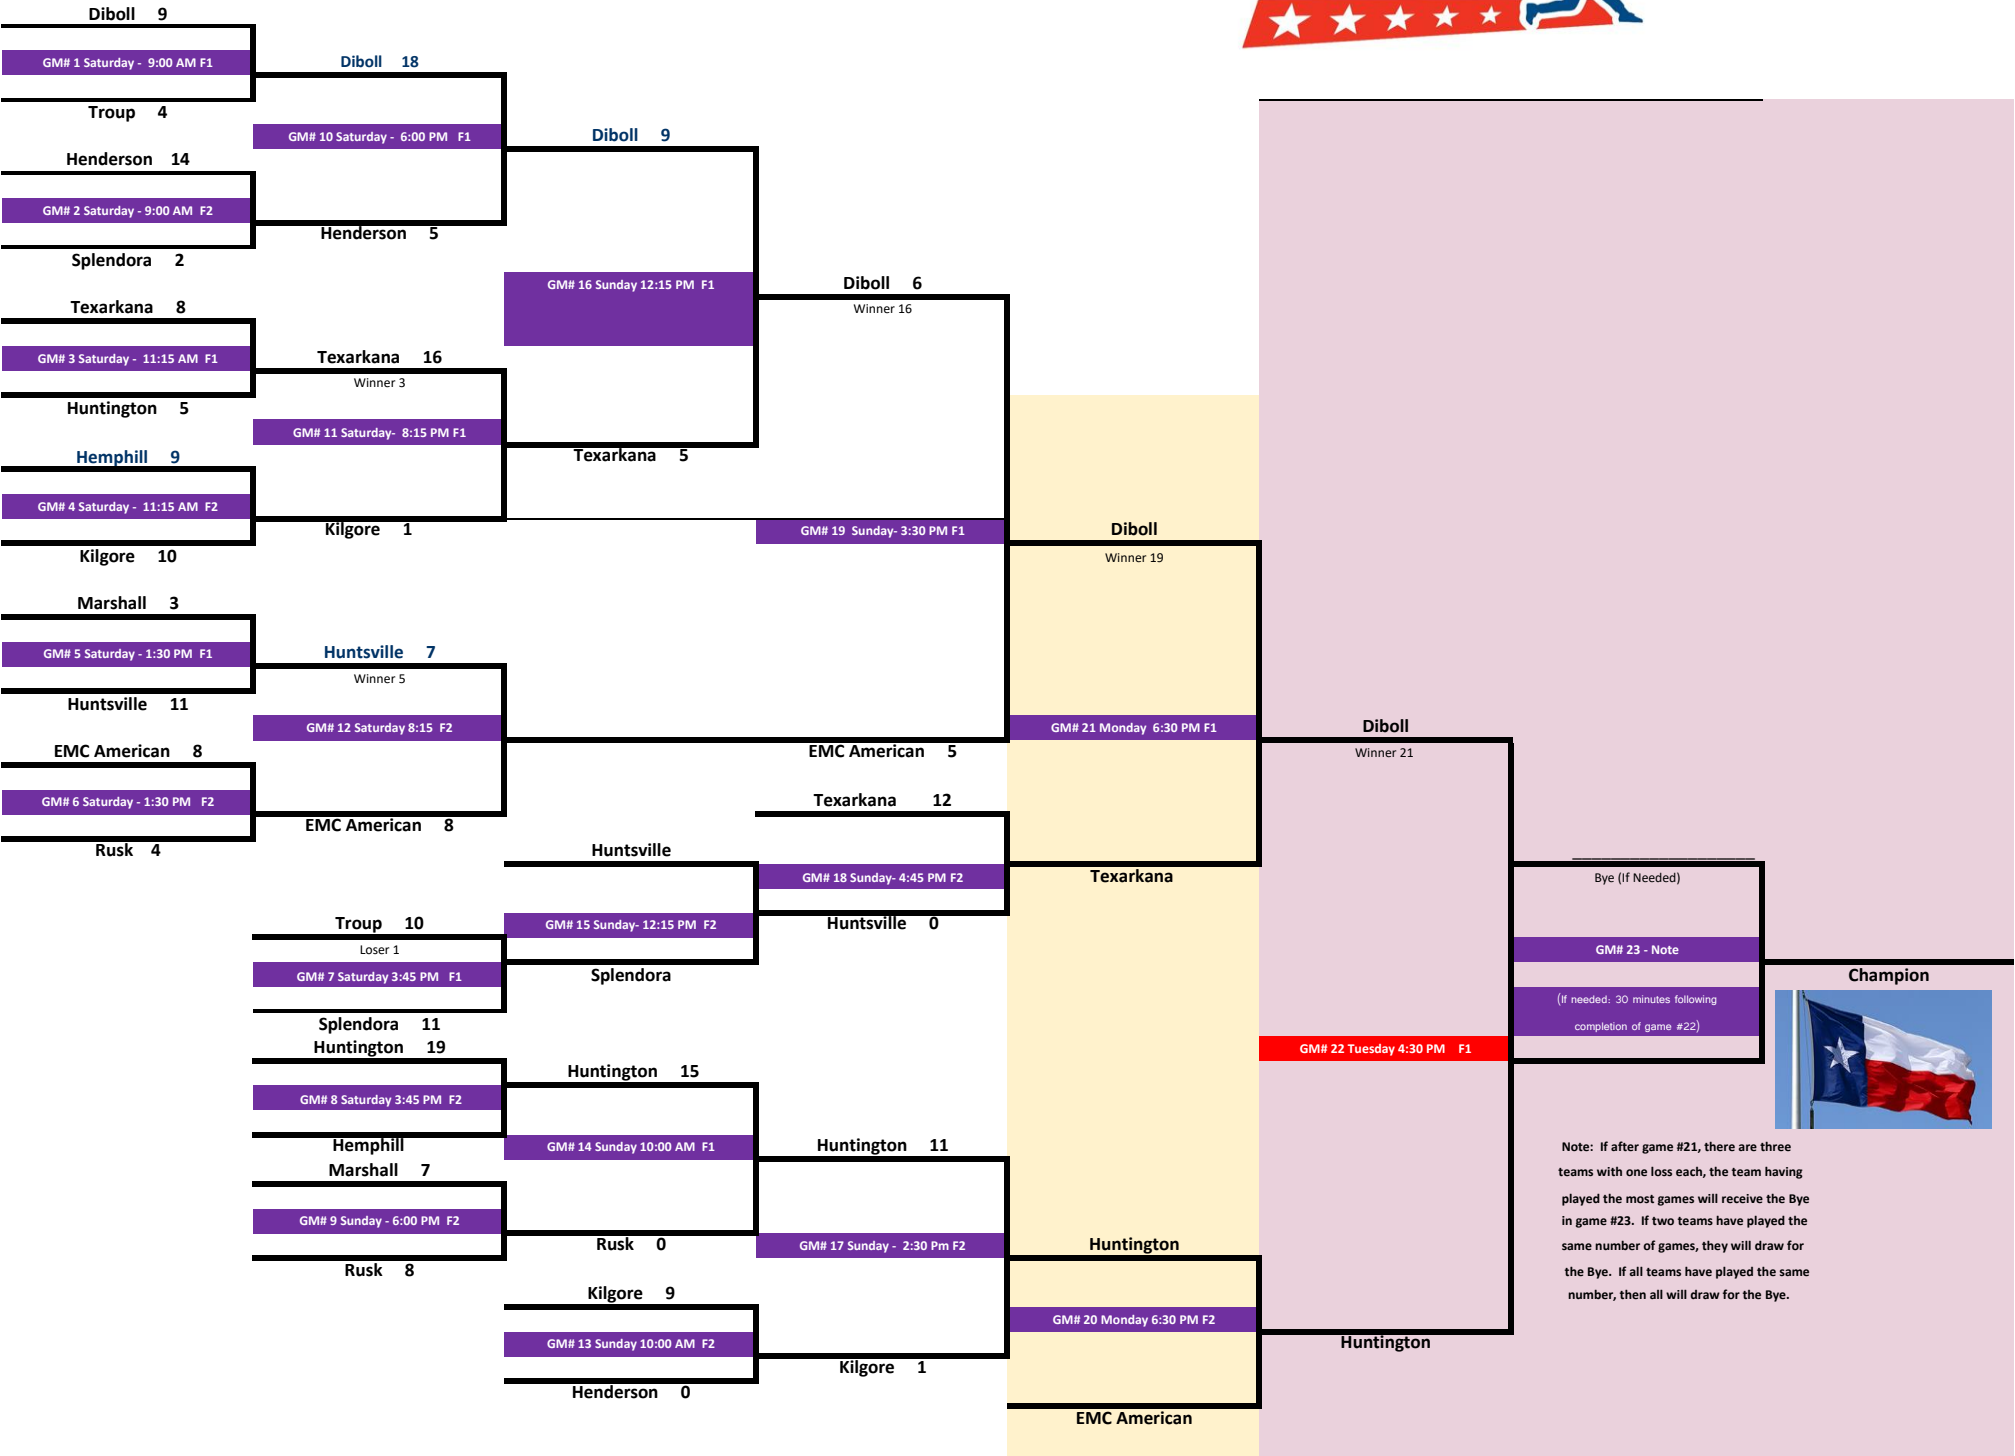 Diboll 9
GM# 1 Saturday - 9:00 AM F1
Troup 4
Henderson 14
GM# 2 Saturday - 9:00 AM F2
Splendora 2
Texarkana 8
GM# 3 Saturday - 11:15 AM F1
Huntington 5
Hemphill 9
GM# 4 Saturday - 11:15 AM F2
Kilgore 10
Marshall 3
GM# 5 Saturday - 1:30 PM F1
Huntsville 11
EMC American 8
GM# 6 Saturday - 1:30 PM F2
Rusk 4
Diboll 18
GM# 10 Saturday - 6:00 PM F1
Henderson 5
Texarkana 16
Winner 3
GM# 11 Saturday- 8:15 PM F1
Kilgore 1
Huntsville 7
Winner 5
GM# 12 Saturday 8:15 F2
EMC American 8
Troup 10
Loser 1
GM# 7 Saturday 3:45 PM F1
Splendora 11
Huntington 19
GM# 8 Saturday 3:45 PM F2
Hemphill
Marshall 7
GM# 9 Sunday - 6:00 PM F2
Rusk 8
Diboll 9
GM# 16 Sunday 12:15 PM F1
Texarkana 5
Huntsville
GM# 15 Sunday- 12:15 PM F2
Splendora
Huntington 15
GM# 14 Sunday 10:00 AM F1
Rusk 0
Kilgore 9
GM# 13 Sunday 10:00 AM F2
Henderson 0
Diboll 6
Winner 16
GM# 19 Sunday- 3:30 PM F1
EMC American 5
Texarkana 12
GM# 18 Sunday- 4:45 PM F2
Huntsville 0
Huntington 11
GM# 17 Sunday - 2:30 Pm F2
Kilgore 1
Diboll
Winner 19
GM# 21 Monday 6:30 PM F1
Texarkana
Huntington
GM# 20 Monday 6:30 PM F2
EMC American
Diboll
Winner 21
GM# 22 Tuesday 4:30 PM F1
Huntington
Bye (If Needed)
GM# 23 - Note
(If needed: 30 minutes following
completion of game #22)
Champion
Note: If after game #21, there are three
teams with one loss each, the team having
played the most games will receive the Bye
in game #23. If two teams have played the
same number of games, they will draw for
the Bye. If all teams have played the same
number, then all will draw for the Bye.